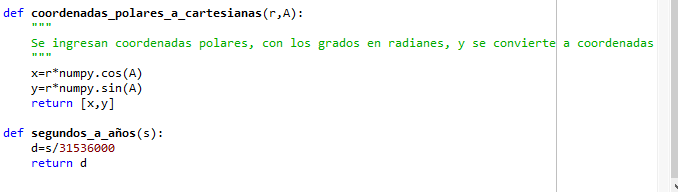 def coordenadas_polares_a_cartesianas(r,A):
"""
Se ingresan coordenadas polares, con los grados en radianes, y se convierte a coordenadas
"""
x=r*numpy.cos(A)
y=r*numpy.sin(A)
return [x,y]
def segundos_a_años(s):
d=s/31536000
return d